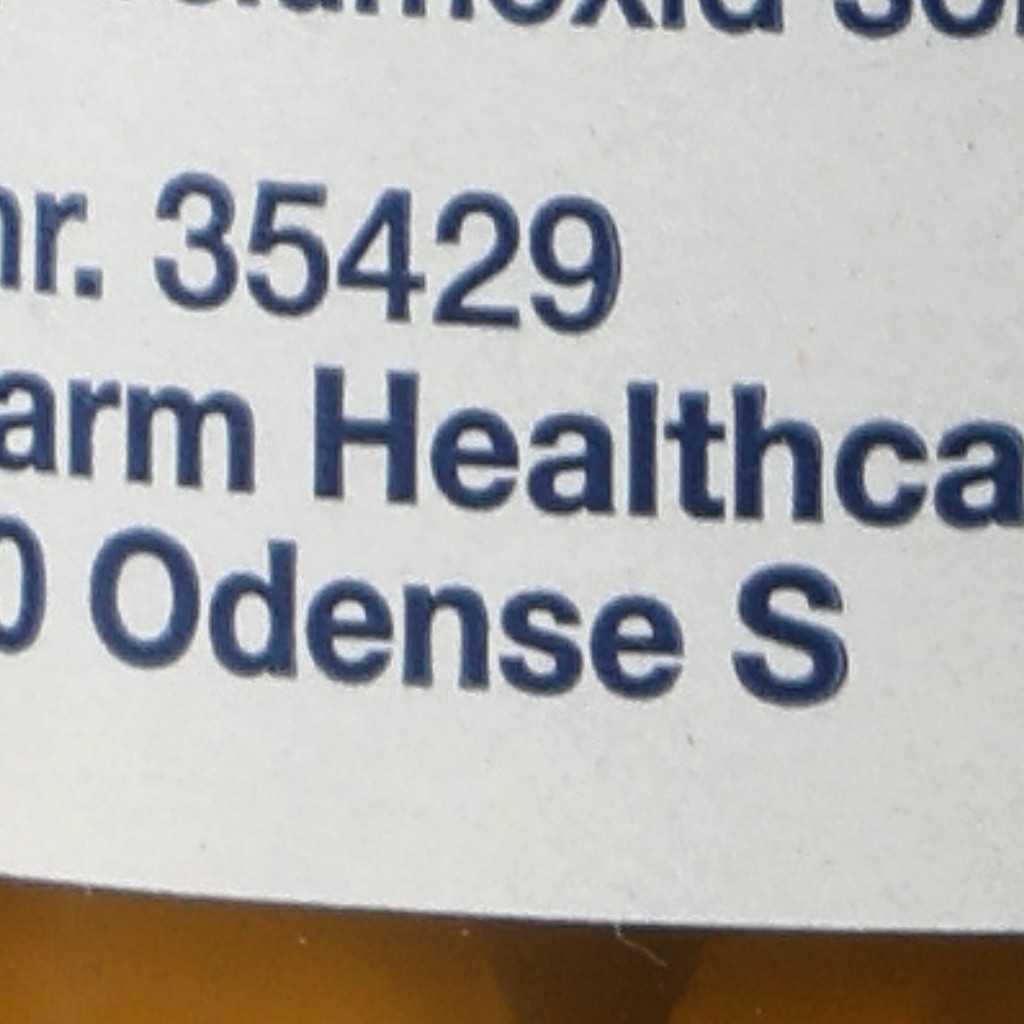 nr. 35429
arm Healthca
0 Odense S